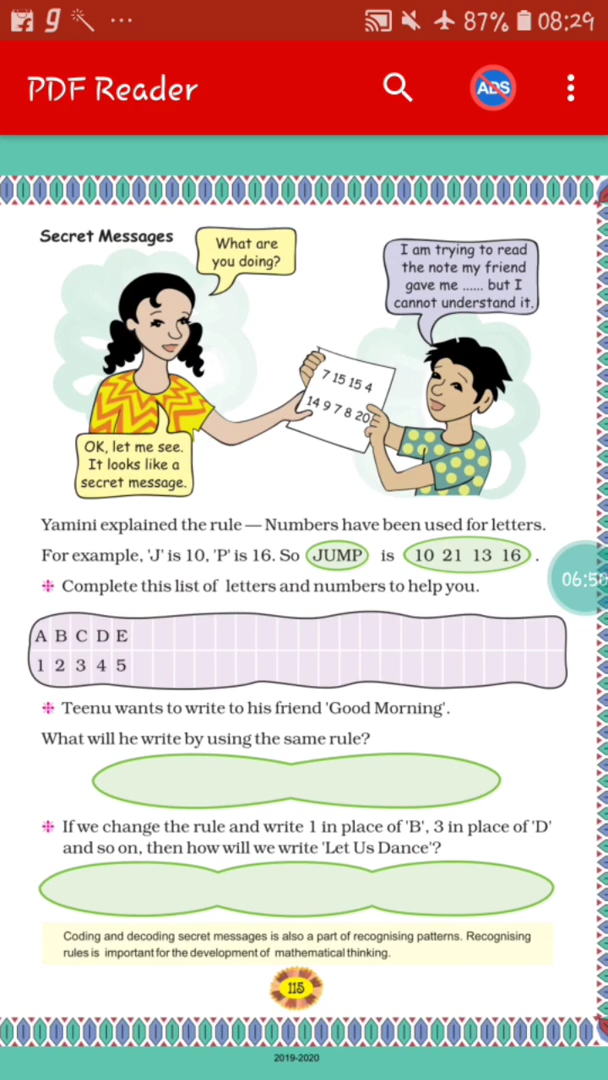 87% 08:29
PDF Reader
ADS
Secret Messages
What are
you doing?
I am trying to read
the note my friend
gave me ...... but I
cannot understand it.
7 15 15 4
14 9 7 8 20
OK, let me see.
It looks like a
secret message.
Yamini explained the rule — Numbers have been used for letters.
For example, 'J' is 10, 'P' is 16. So JUMP is 10 21 13 16 .
Complete this list of letters and numbers to help you.
A B C D E
1 2 3 4 5
Teenu wants to write to his friend 'Good Morning'.
What will he write by using the same rule?
If we change the rule and write 1 in place of 'B', 3 in place of 'D'
and so on, then how will we write 'Let Us Dance'?
Coding and decoding secret messages is also a part of recognising patterns. Recognising
rules is important for the development of mathematical thinking.
115
2019-2020